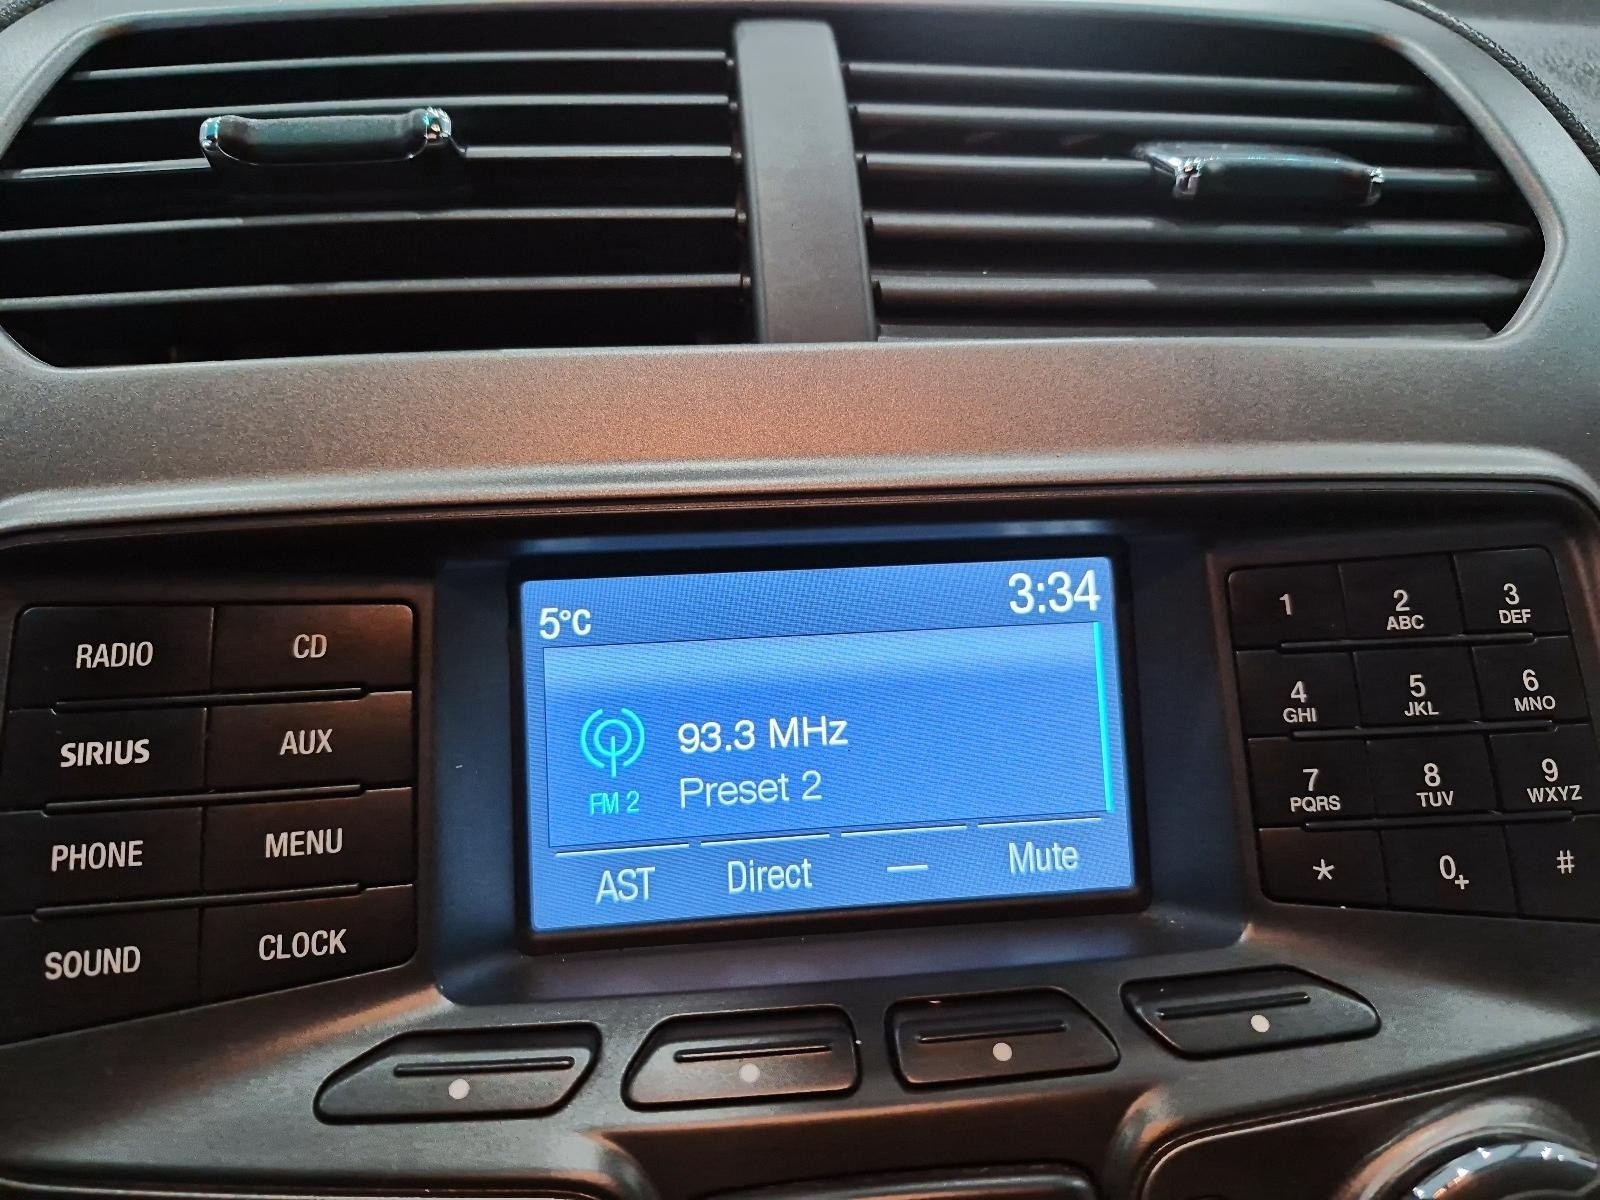 5°C 3:34
93.3 MHz
FM 2 Preset 2
AST Direct — Mute
RADIO CD
SIRIUS AUX
PHONE MENU
SOUND CLOCK
1 2 ABC 3 DEF
4 GHI 5 JKL 6 MNO
7 PQRS 8 TUV 9 WXYZ
* 0+ #